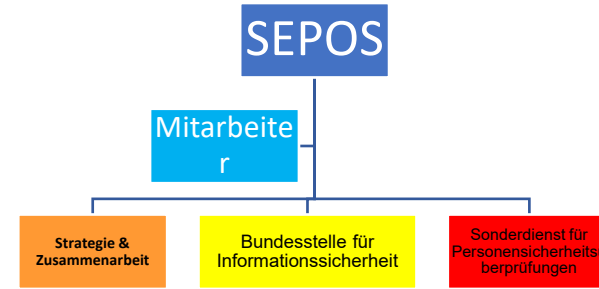 SEPOS
Mitarbeite
r
Strategie &
Zusammenarbeit
Bundesstelle für
Informationssicherheit
Sonderdienst für
Personensicherheits
berprüfungen